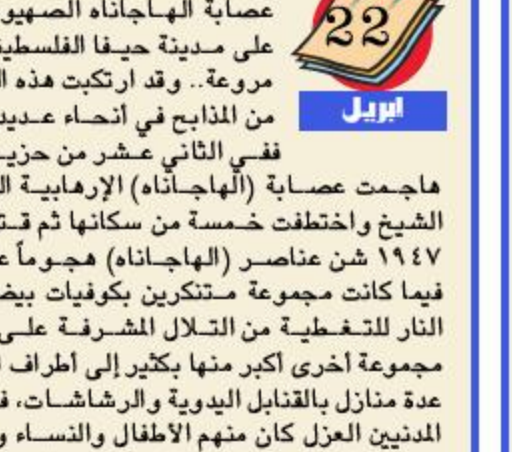 22
ابريل
عصابة الهاجاناه الصهيو
على مدينة حيفا الفلسطين
مروعة.. وقد ارتكبت هذه ال
من المذابح في أنحاء عديد
ففي الثاني عشر من حزي
هاجمت عصابة (الهاجاناه) الإرهابية ال
الشيخ واختطفت خمسة من سكانها ثم قت
١٩٤٧ شن عناصر (الهاجاناه) هجوماً ع
فيما كانت مجموعة متنكرين بكوفيات بيض
النار للتغطية من التلال المشرفة على
مجموعة أخرى أكبر منها بكثير إلى أطراف ا
عدة منازل بالقنابل اليدوية والرشاشات، ف
المدنيين العزل كان منهم الأطفال والنساء و